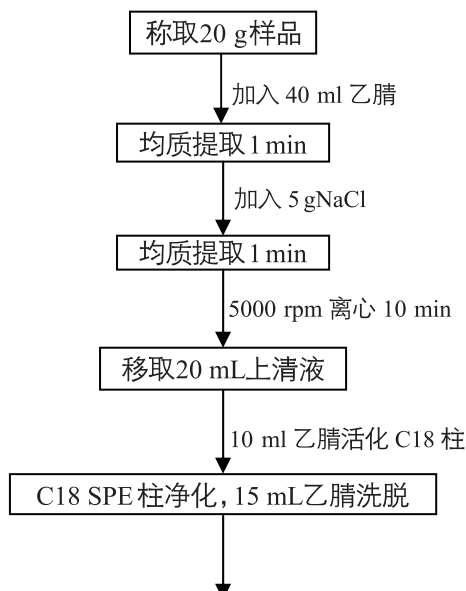 称取20 g样品
加入 40 ml 乙腈
均质提取1 min
加入 5 gNaCl
均质提取1 min
5000 rpm 离心 10 min
移取20 mL上清液
10 ml 乙腈活化 C18 柱
C18 SPE柱净化,15 mL乙腈洗脱